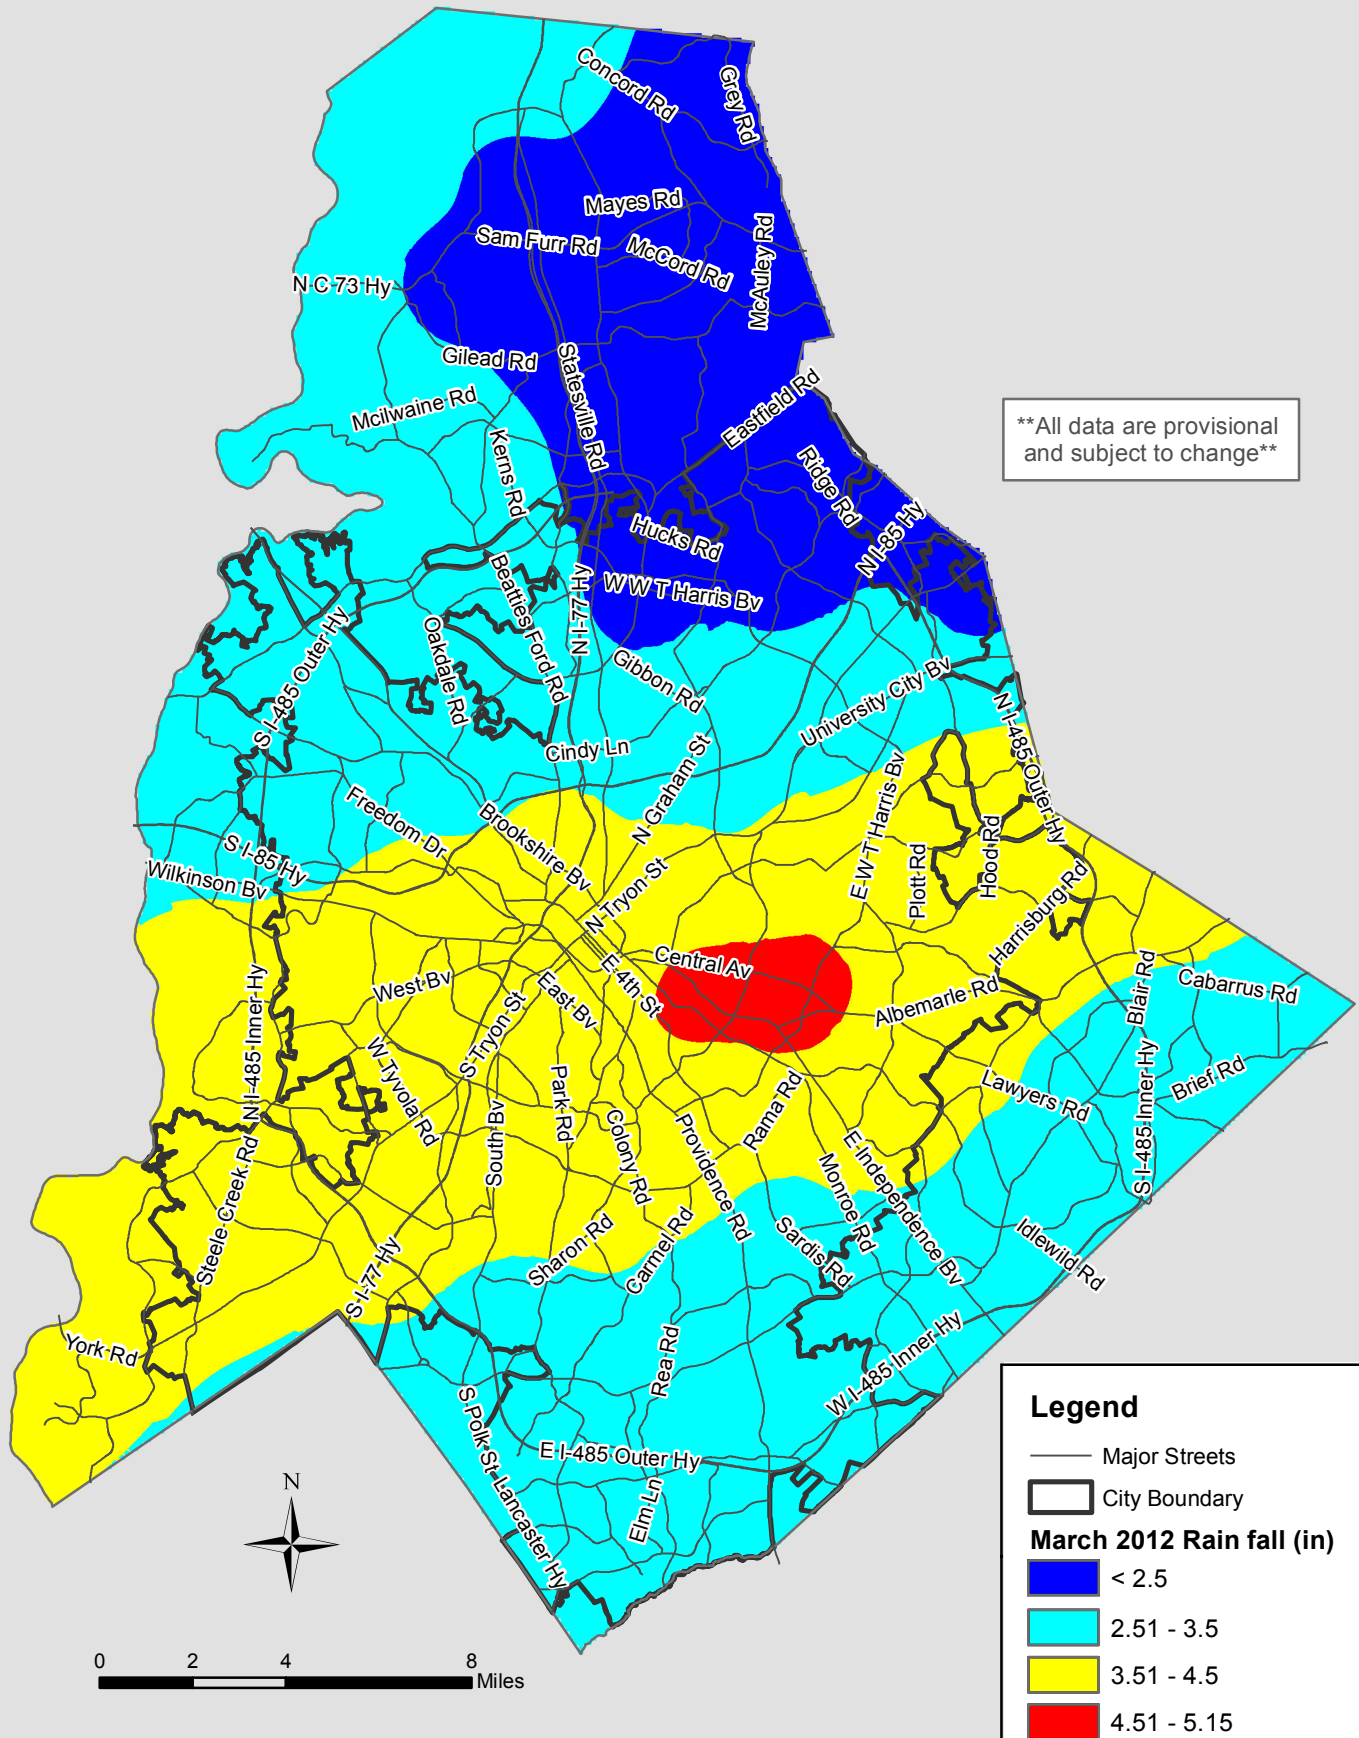 Concord Rd
Grey Rd
Mayes Rd
Sam Furr Rd
McCord Rd
McAuley Rd
N C 73 Hy
Gilead Rd
Statesville Rd
Eastfield Rd
Mcilwaine Rd
**All data are provisional
and subject to change**
Kerns Rd
Ridge Rd
Hucks Rd
N I-85 Hy
Beatties Ford Rd
N I-77 Hy
W W T Harris Bv
S I-485 Outer Hy
Oakdale Rd
Gibbon Rd
University City Bv
N I-485 Outer Hy
Cindy Ln
N Graham St
Freedom Dr
Brookshire Bv
E W T Harris Bv
S I-85 Hy
Wilkinson Bv
Plott Rd
Hood Rd
N Tryon St
Harrisburg Rd
Central Av
E 4th St
West Bv
East Bv
Albemarle Rd
Blair Rd
Cabarrus Rd
N I-485 Inner Hy
S Tryon St
W Tyvola Rd
South Bv
Park Rd
Colony Rd
Providence Rd
Rama Rd
Lawyers Rd
Brief Rd
S I-485 Inner Hy
Steele Creek Rd
E Independence Bv
Monroe Rd
Sardis Rd
Idlewild Rd
Sharon Rd
Carmel Rd
S I-77 Hy
York Rd
Rea Rd
W I-485 Inner Hy
S Polk St-Lancaster Hy
E I-485 Outer Hy
Elm Ln
N
0 2 4 8
Miles
Legend
Major Streets
City Boundary
March 2012 Rain fall (in)
< 2.5
2.51 - 3.5
3.51 - 4.5
4.51 - 5.15